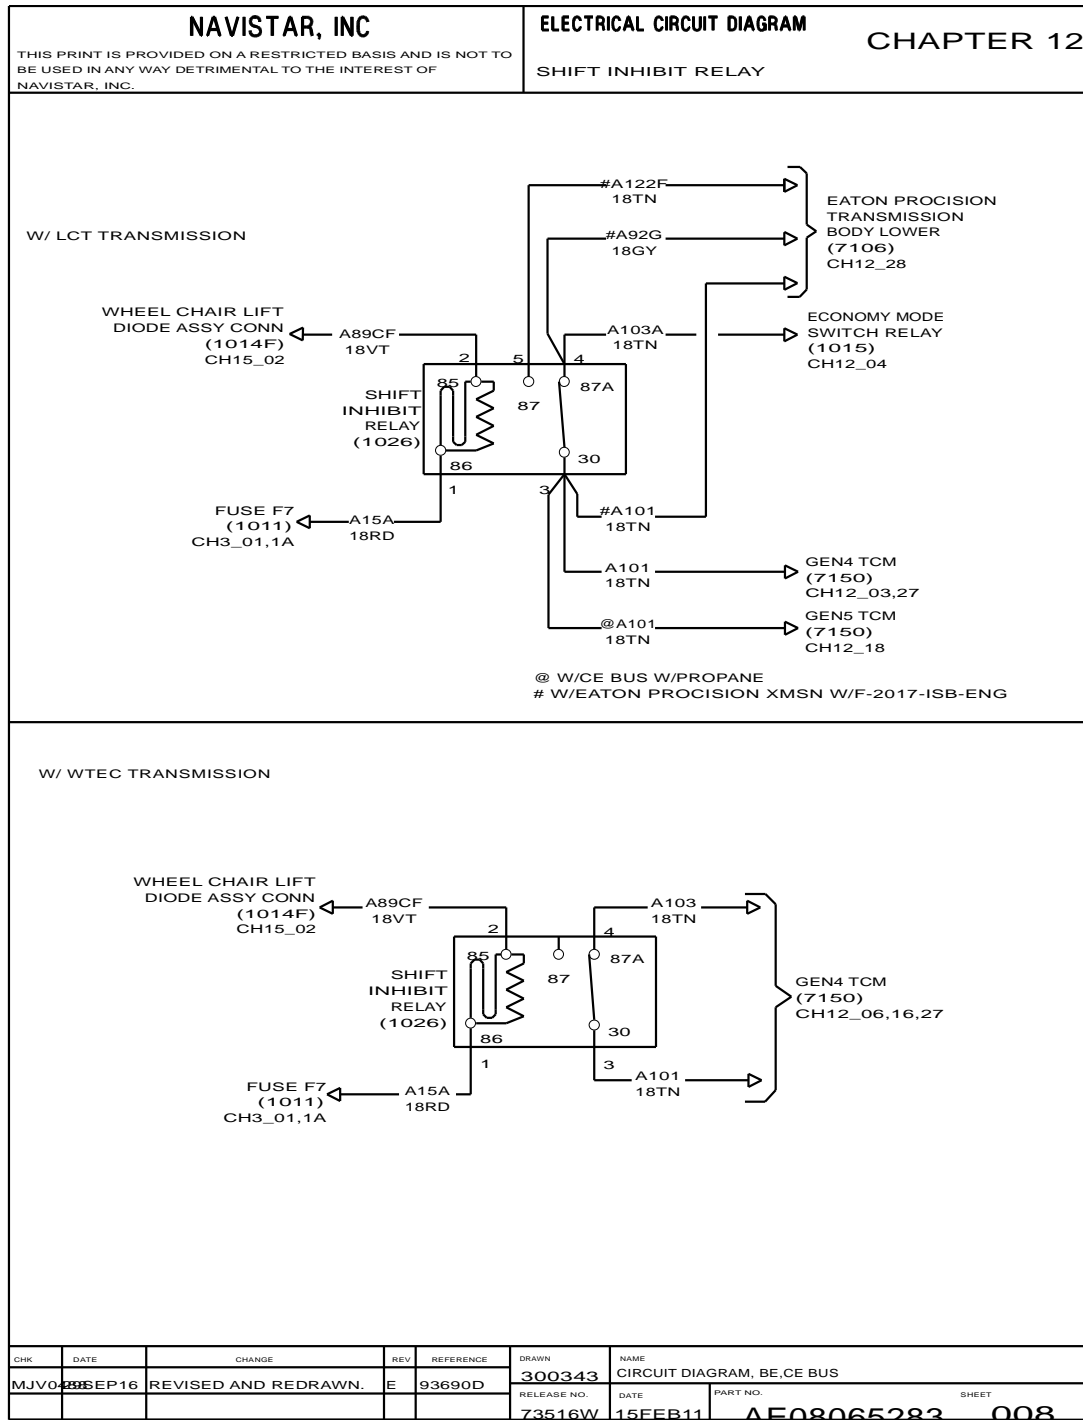 NAVISTAR, INC
THIS PRINT IS PROVIDED ON A RESTRICTED BASIS AND IS NOT TO
BE USED IN ANY WAY DETRIMENTAL TO THE INTEREST OF
NAVISTAR, INC.
ELECTRICAL CIRCUIT DIAGRAM
CHAPTER 12
SHIFT INHIBIT RELAY
W/ LCT TRANSMISSION
#A122F
18TN
#A92G
18GY
EATON PROCISION
TRANSMISSION
BODY LOWER
(7106)
CH12_28
WHEEL CHAIR LIFT
DIODE ASSY CONN
(1014F)
CH15_02
A89CF
18VT
A103A
18TN
ECONOMY MODE
SWITCH RELAY
(1015)
CH12_04
2
5
4
85
87
87A
SHIFT
INHIBIT
RELAY
(1026)
86
30
1
3
FUSE F7
(1011)
CH3_01,1A
A15A
18RD
#A101
18TN
A101
18TN
GEN4 TCM
(7150)
CH12_03,27
@A101
18TN
GEN5 TCM
(7150)
CH12_18
@ W/CE BUS W/PROPANE
# W/EATON PROCISION XMSN W/F-2017-ISB-ENG
W/ WTEC TRANSMISSION
WHEEL CHAIR LIFT
DIODE ASSY CONN
(1014F)
CH15_02
A89CF
18VT
A103
18TN
2
4
85
87
87A
SHIFT
INHIBIT
RELAY
(1026)
86
30
1
3
GEN4 TCM
(7150)
CH12_06,16,27
FUSE F7
(1011)
CH3_01,1A
A15A
18RD
A101
18TN
CHK DATE CHANGE REV REFERENCE
REVISED AND REDRAWN. E 93690D
DRAWN
300343
NAME
CIRCUIT DIAGRAM, BE,CE BUS
RELEASE NO.
73516W
DATE
15FEB11
PART NO.
AE08065283
SHEET
008